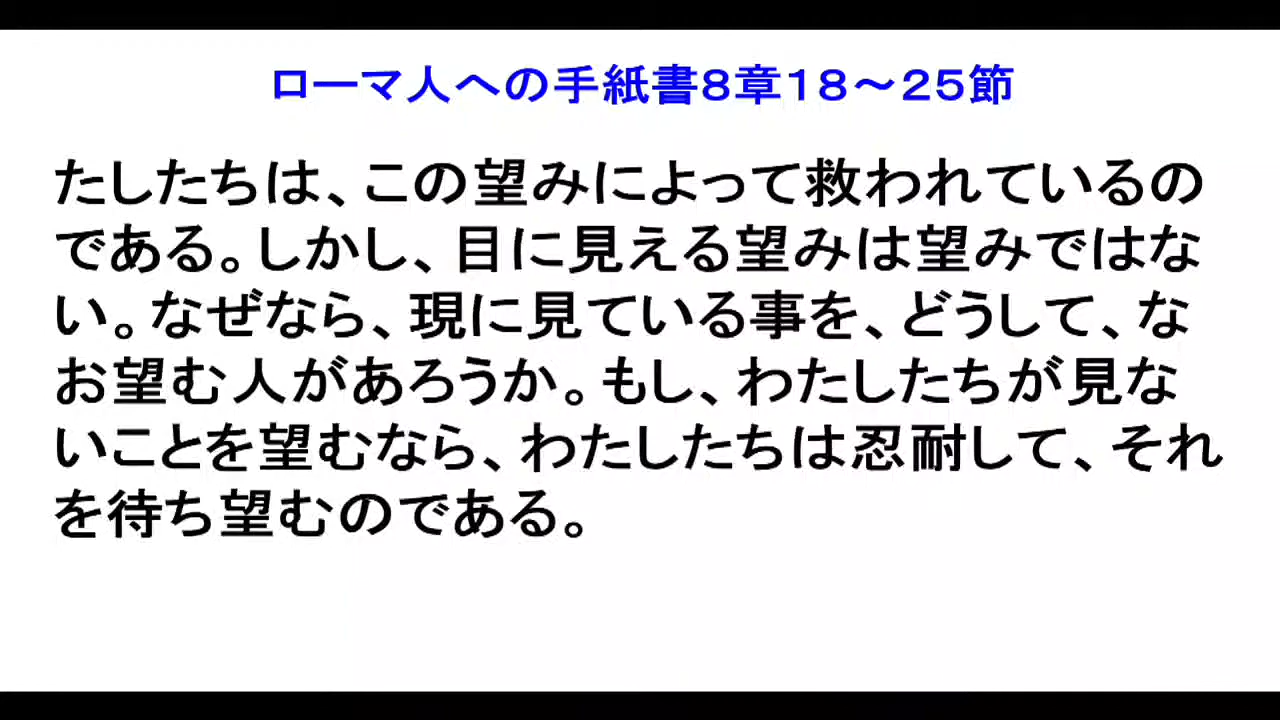 ローマ人への手紙書８章１８～２５節
たしたちは、この望みによって救われているの
である。しかし、目に見える望みは望みではな
い。なぜなら、現に見ている事を、どうして、な
お望む人があろうか。もし、わたしたちが見な
いことを望むなら、わたしたちは忍耐して、それ
を待ち望むのである。